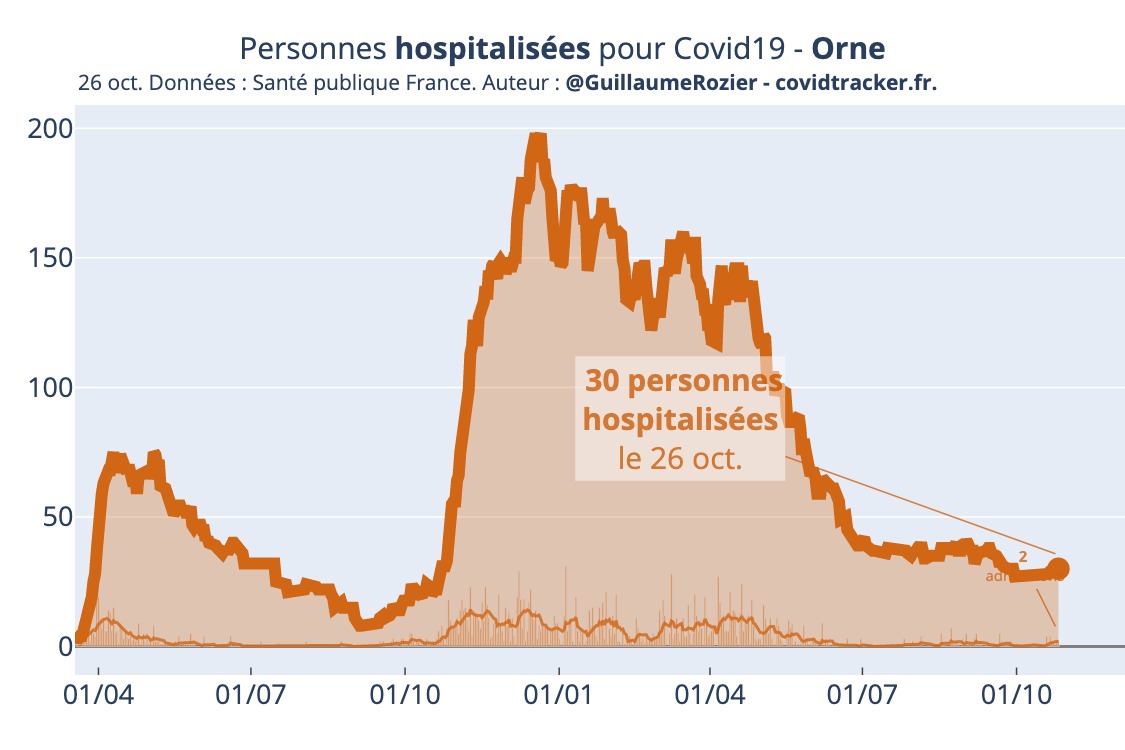 Personnes hospitalisées pour Covid19 - Orne
26 oct. Données : Santé publique France. Auteur : @GuillaumeRozier - covidtracker.fr.
200
150
100
50
0
30 personnes
hospitalisées
le 26 oct.
2
01/04 01/07 01/10 01/01 01/04 01/07 01/10